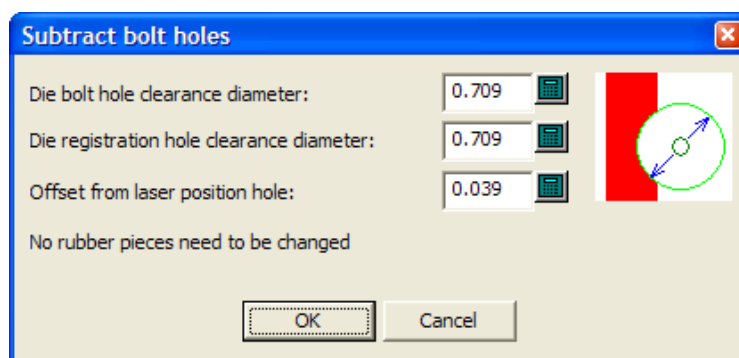 Subtract bolt holes
Die bolt hole clearance diameter: 0.709
Die registration hole clearance diameter: 0.709
Offset from laser position hole: 0.039
No rubber pieces need to be changed
OK Cancel